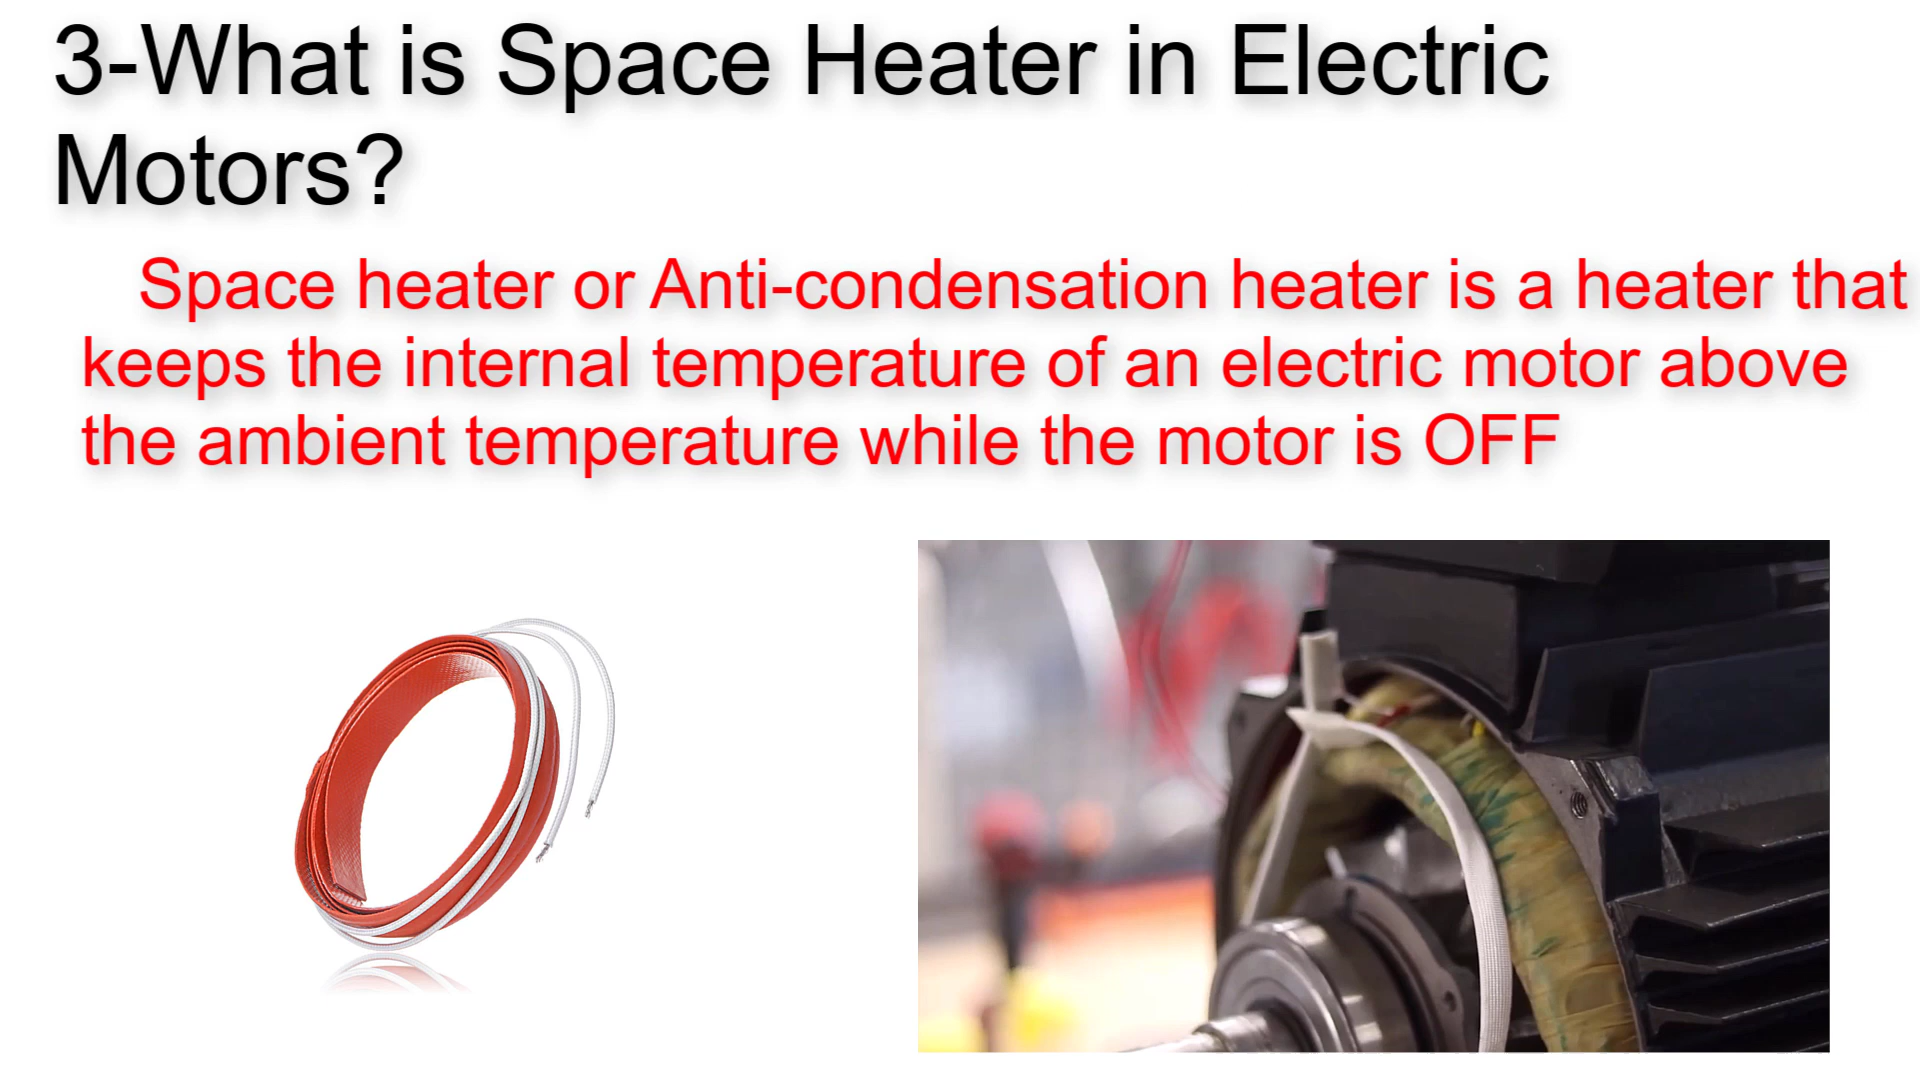 3-What is Space Heater in Electric
Motors?
Space heater or Anti-condensation heater is a heater that
keeps the internal temperature of an electric motor above
the ambient temperature while the motor is OFF